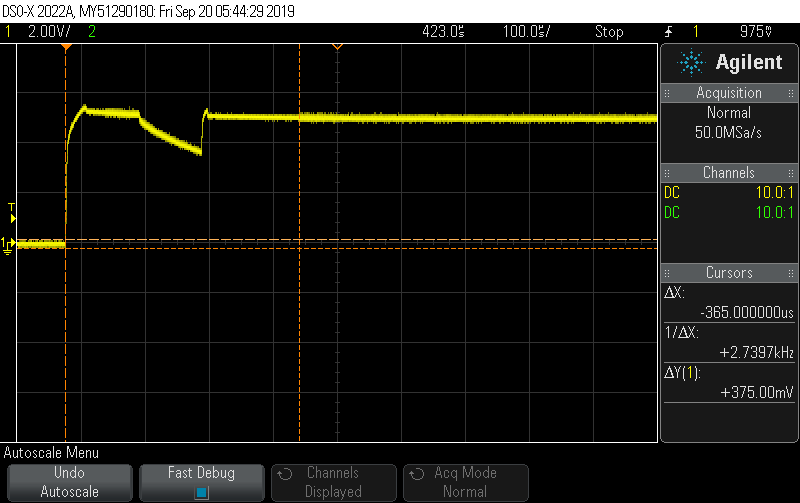 DSO-X 2022A, MY51290180: Fri Sep 20 05:44:29 2019
1 2.00V/ 2 423.0s 100.0s/ Stop 1 975mV
Agilent
Acquisition
Normal
50.0MSa/s
Channels
DC 10.0:1
DC 10.0:1
Cursors
ΔX:
-365.000000us
1/ΔX:
+2.7397kHz
ΔY(1):
+375.00mV
T
1
Autoscale Menu
Undo
Autoscale
Fast Debug
Channels
Displayed
Acq Mode
Normal